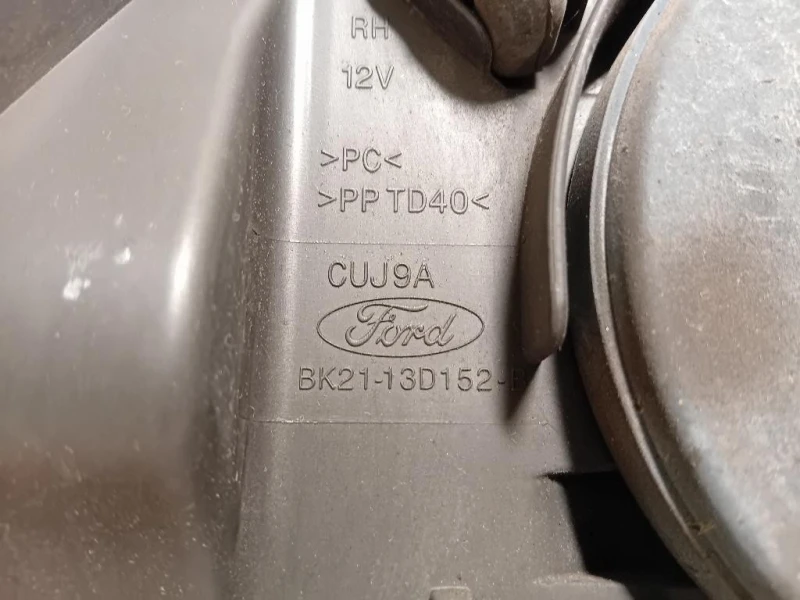 RH
12V
>PC<
>PP TD40<
CUJ9A
Ford
BK21-13D152-